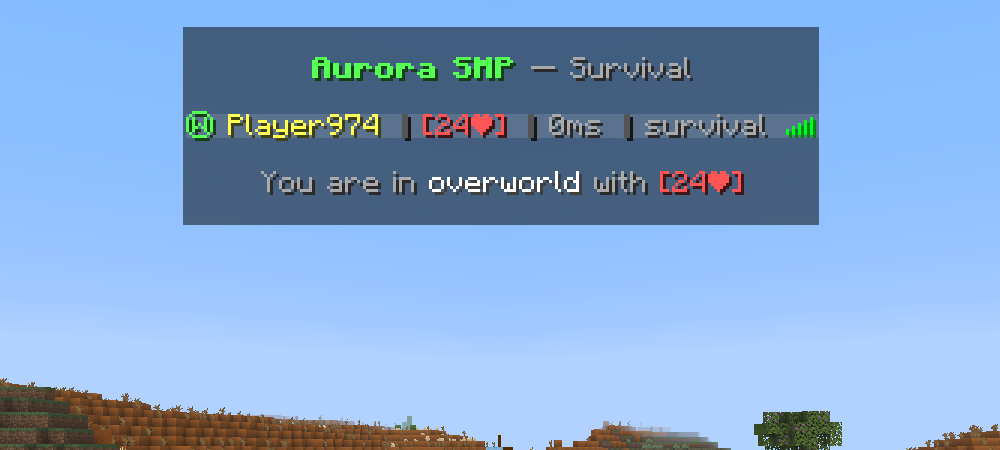 Aurora SMP — Survival
Ⓦ Player974 | [24♥] | 0ms | survival
You are in overworld with [24♥]